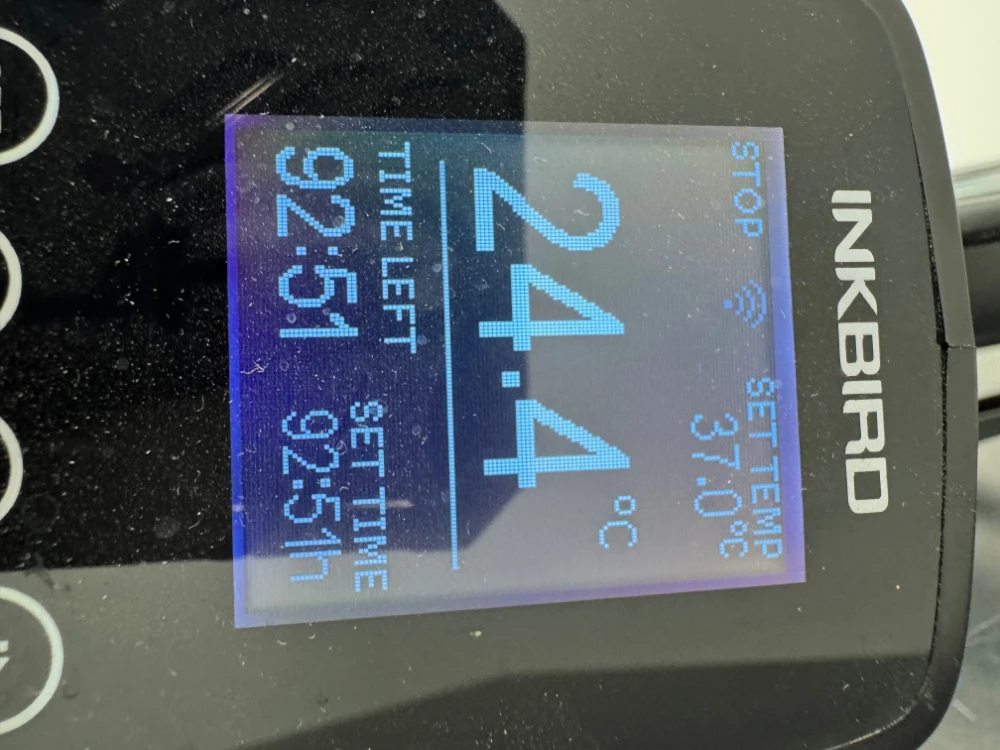 INKBIRD
STOP
SET TEMP
37.0°C
24.4 °C
TIME LEFT
SET TIME
92:51
92:51h